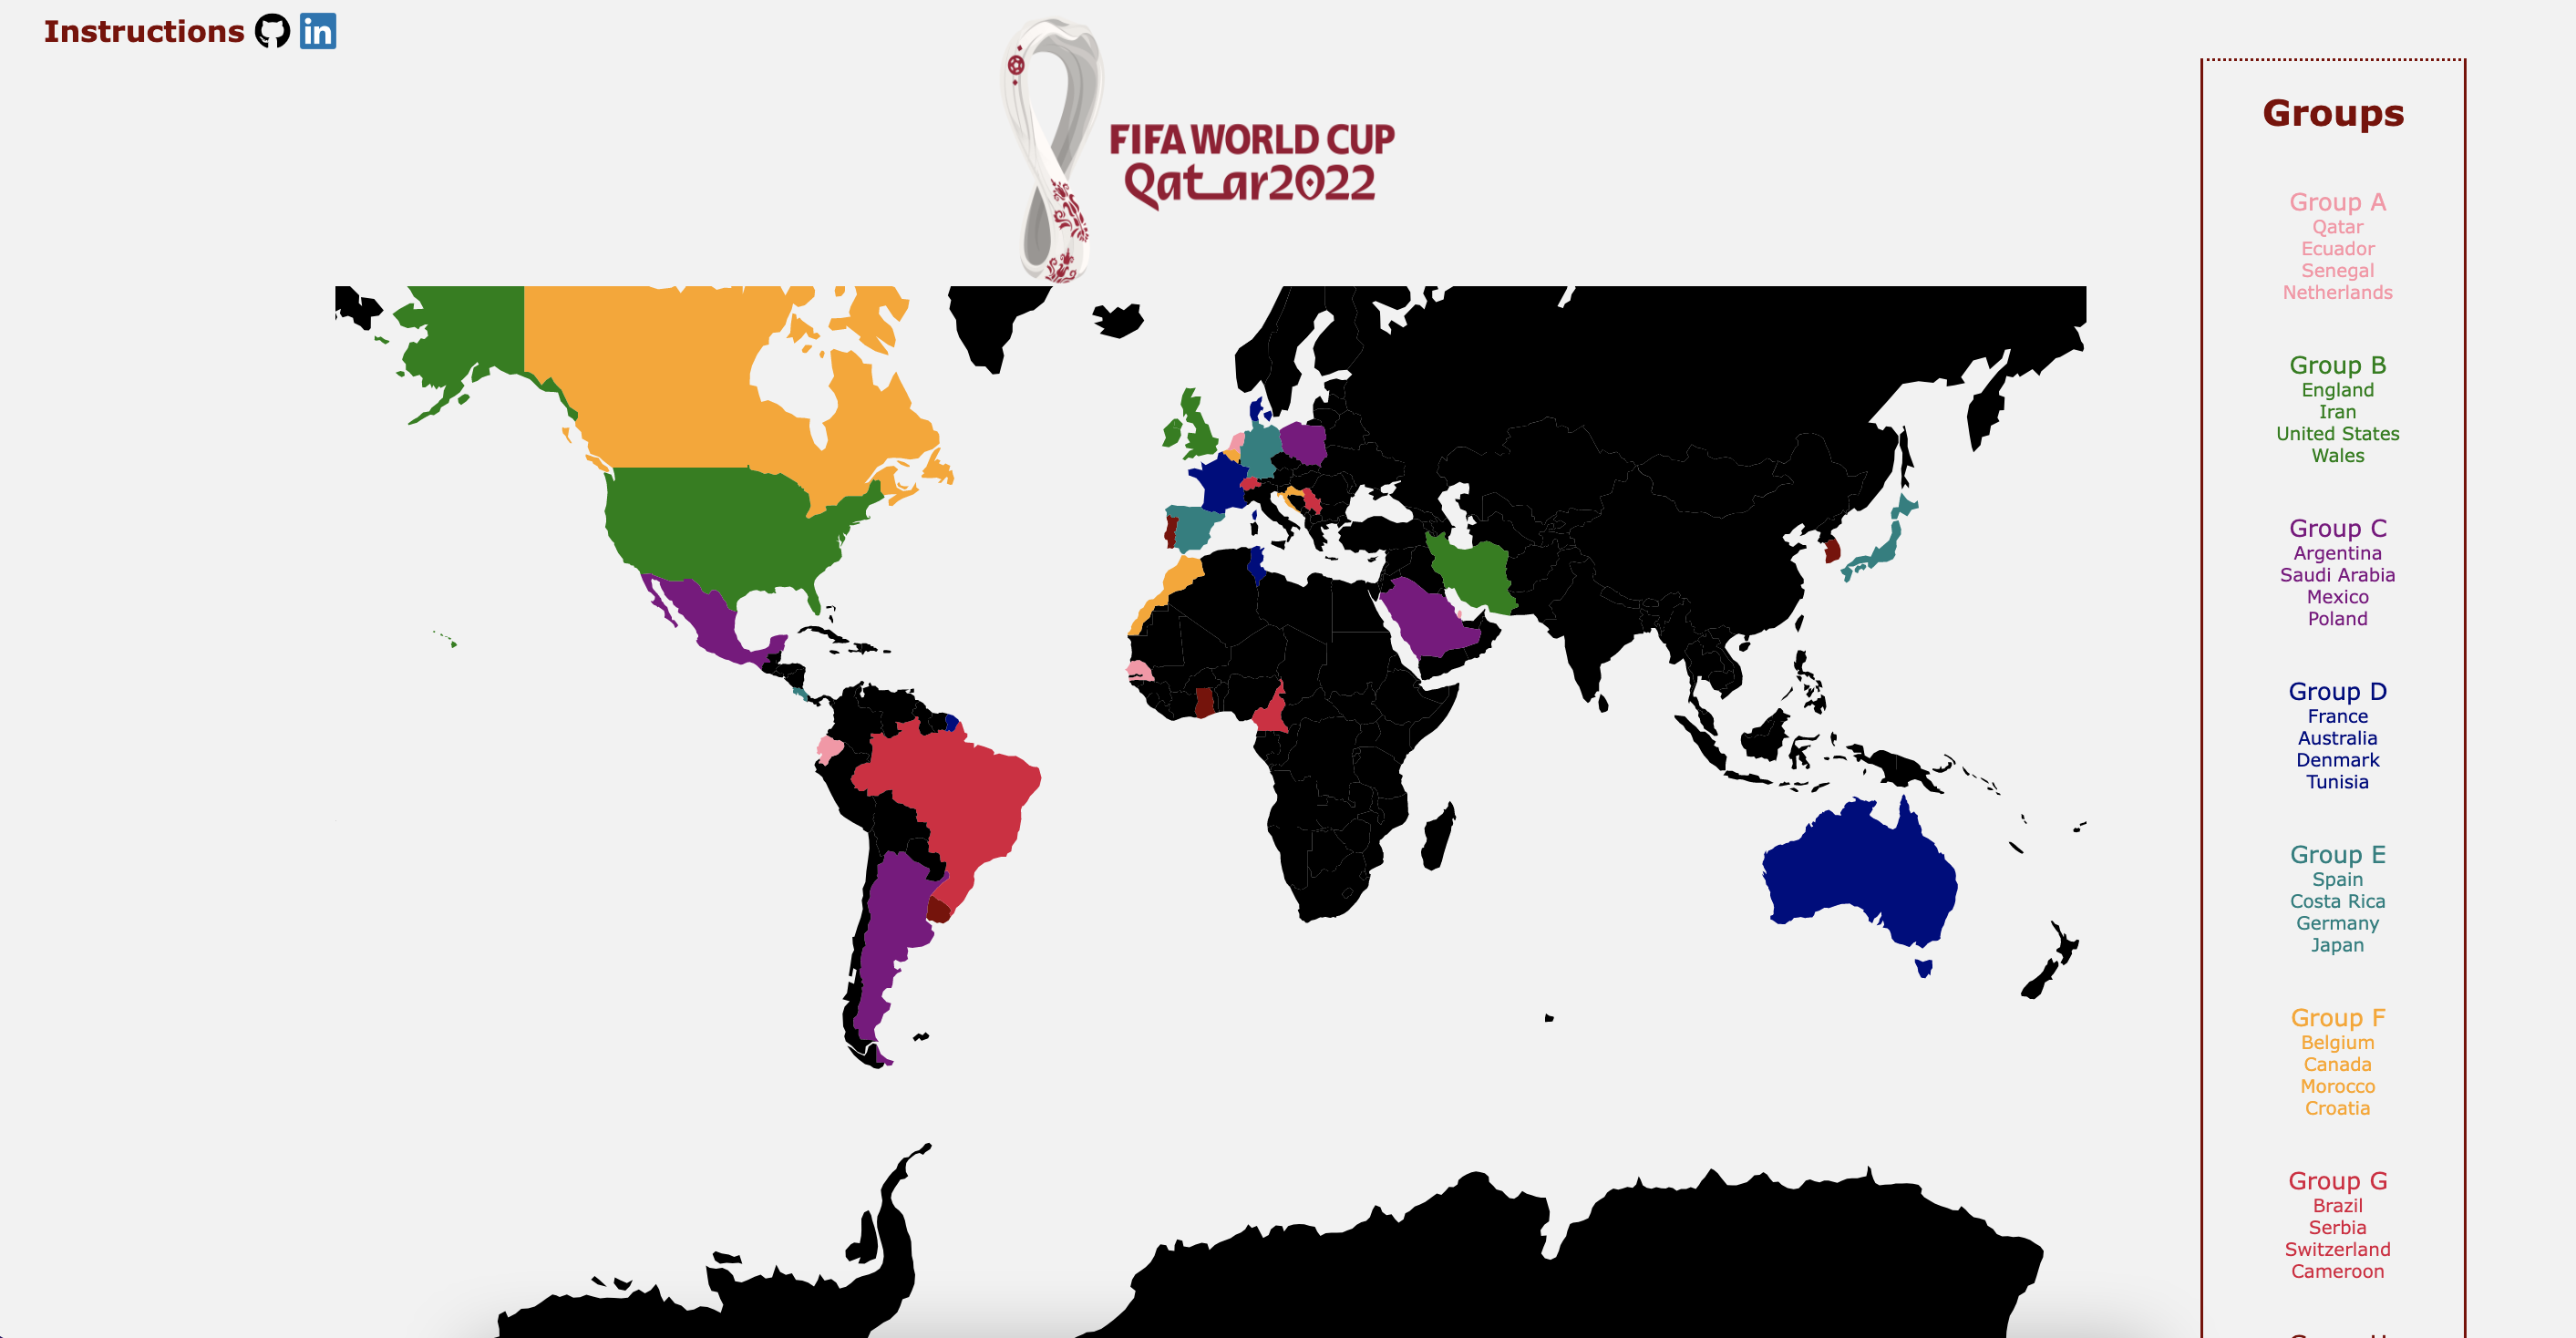 Instructions
in
FIFA WORLD CUP
Qatar2022
Groups
Group A
Qatar
Ecuador
Senegal
Netherlands
Group B
England
Iran
United States
Wales
Group C
Argentina
Saudi Arabia
Mexico
Poland
Group D
France
Australia
Denmark
Tunisia
Group E
Spain
Costa Rica
Germany
Japan
Group F
Belgium
Canada
Morocco
Croatia
Group G
Brazil
Serbia
Switzerland
Cameroon